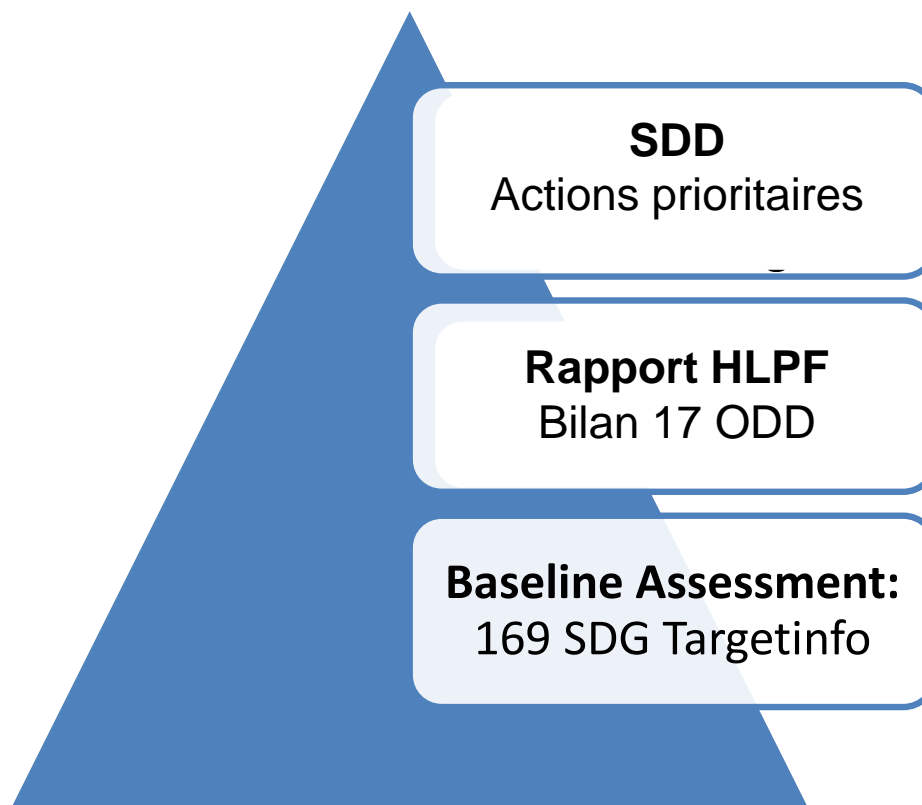 SDD
Actions prioritaires
Rapport HLPF
Bilan 17 ODD
Baseline Assessment:
169 SDG Targetinfo